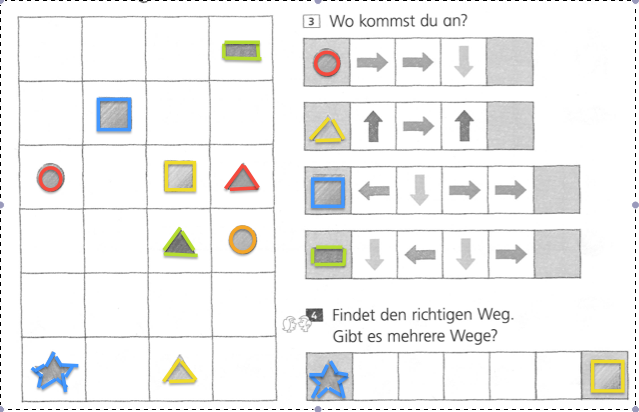 3 Wo kommst du an?
4 Findet den richtigen Weg.
Gibt es mehrere Wege?